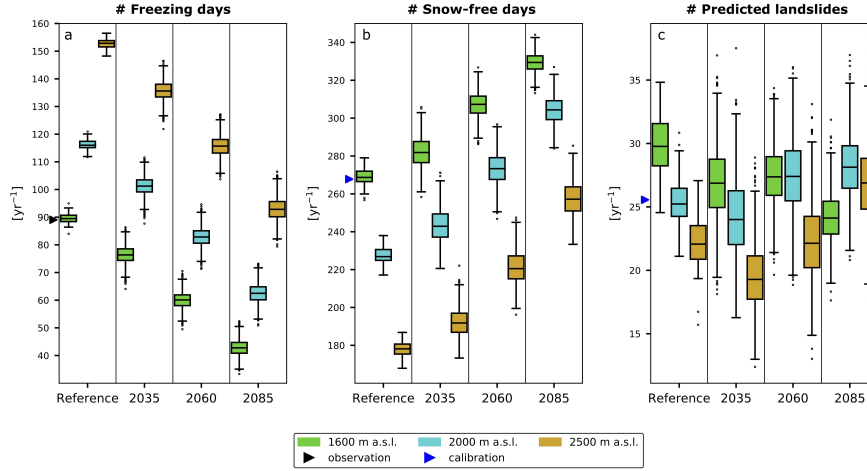 # Freezing days
a
160
150
140
130
120
110
100
90
80
70
60
50
40
[yr⁻¹]
Reference 2035 2060 2085
# Snow-free days
b
340
320
300
280
260
240
220
200
180
[yr⁻¹]
Reference 2035 2060 2085
# Predicted landslides
c
35
30
25
20
15
[yr⁻¹]
Reference 2035 2060 2085
1600 m a.s.l. 2000 m a.s.l. 2500 m a.s.l.
observation calibration